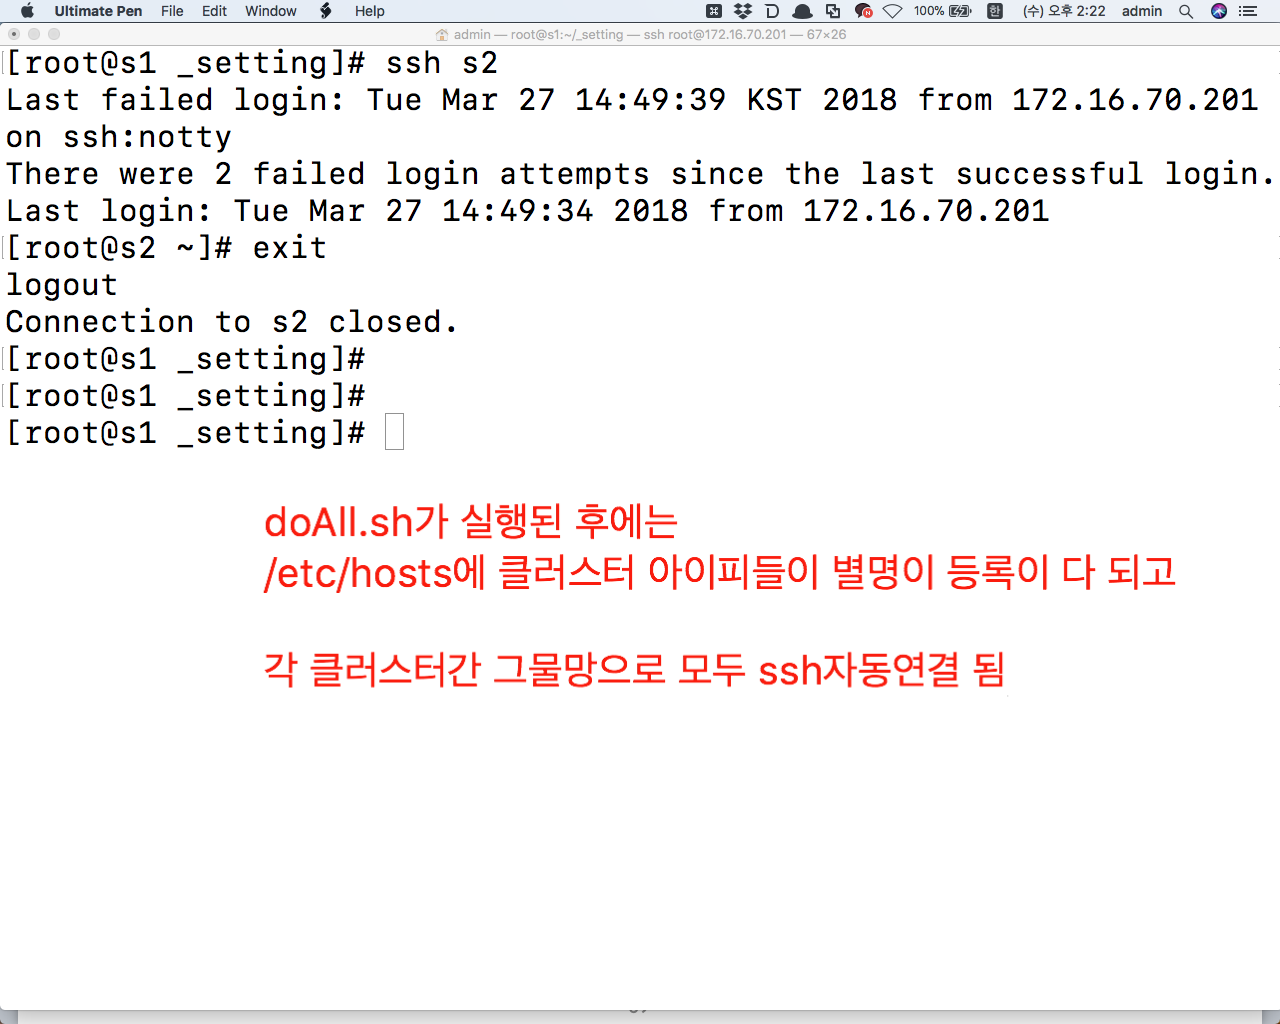 Ultimate Pen File Edit Window Help 100% 한 (수) 오후 2:22 admin
admin — root@s1:~/_setting — ssh root@172.16.70.201 — 67×26
[root@s1 _setting]# ssh s2
Last failed login: Tue Mar 27 14:49:39 KST 2018 from 172.16.70.201
on ssh:notty
There were 2 failed login attempts since the last successful login.
Last login: Tue Mar 27 14:49:34 2018 from 172.16.70.201
[root@s2 ~]# exit
logout
Connection to s2 closed.
[root@s1 _setting]#
[root@s1 _setting]#
[root@s1 _setting]#
doAll.sh가 실행된 후에는
/etc/hosts에 클러스터 아이피들이 별명이 등록이 다 되고
각 클러스터간 그물망으로 모두 ssh자동연결 됨